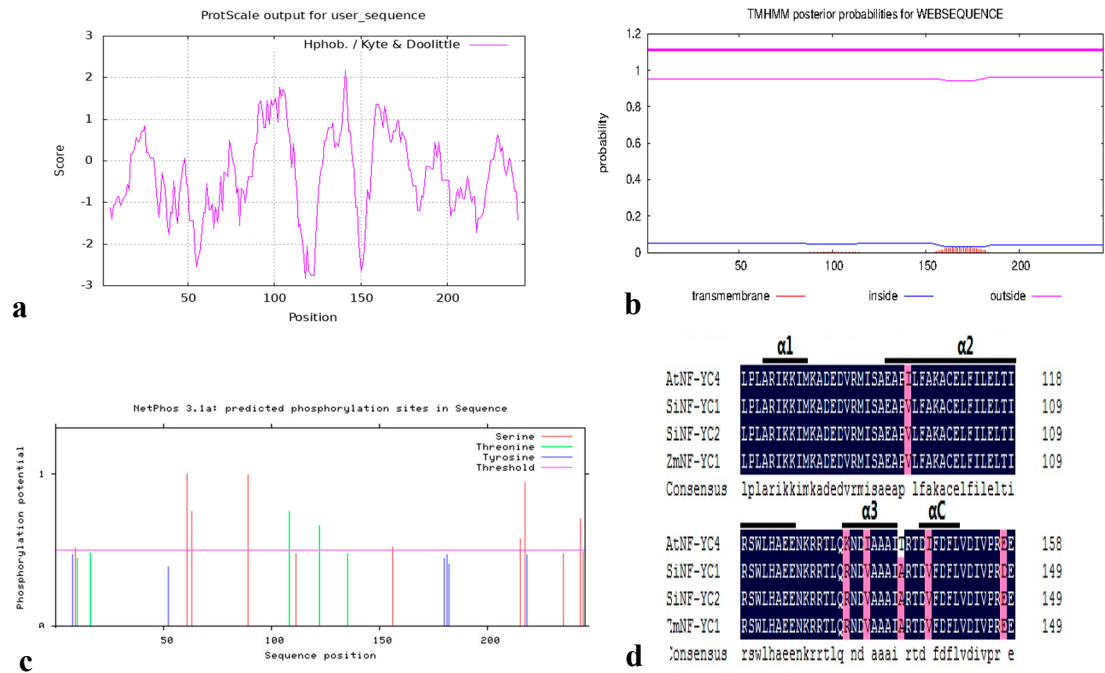 ProtScale output for user_sequence
Hphob. / Kyte & Doolittle
3
2
1
0
-1
-2
-3
Score
50
100
150
200
Position
a
TMHMM posterior probabilities for WEBSEQUENCE
1.2
1
0.8
0.6
0.4
0.2
0
probability
50
100
150
200
transmembrane
inside
outside
b
NetPhos 3.1a: predicted phosphorylation sites in Sequence
Serine
Threonine
Tyrosine
Threshold
1
0
Phosphorylation potential
50
100
150
200
Sequence position
c
α1 α2
AtNF-YC4 LPLARIKKIMKADEDVRMISAEAPILFAKACELFILELTI 118
SiNF-YC1 LPLARIKKIMKADEDVRMISAEAPVLFAKACELFILELTI 109
SiNF-YC2 LPLARIKKIMKADEDVRMISAEAPVLFAKACELFILELTI 109
ZmNF-YC1 LPLARIKKIMKADEDVRMISAEAPVLFAKACELFILELTI 109
Consensus lplarikkimkadedvrmisaeap lfakacelfilelti
α3 αC
AtNF-YC4 RSWLHAEENKRRTLQKNDIAAAITRTDIFDFLVDIVPRDE 158
SiNF-YC1 RSWLHAEENKRRTLQRNDVAAAIARTDVFDFLVDIVPREE 149
SiNF-YC2 RSWLHAEENKRRTLQRNDVAAAIARTDVFDFLVDIVPREE 149
ZmNF-YC1 RSWLHAEENKRRTLQRNDVAAAIARTDVFDFLVDIVPREE 149
Consensus rswlhaeenkrrtlq nd aaai rtd fdflvdivpr e
d